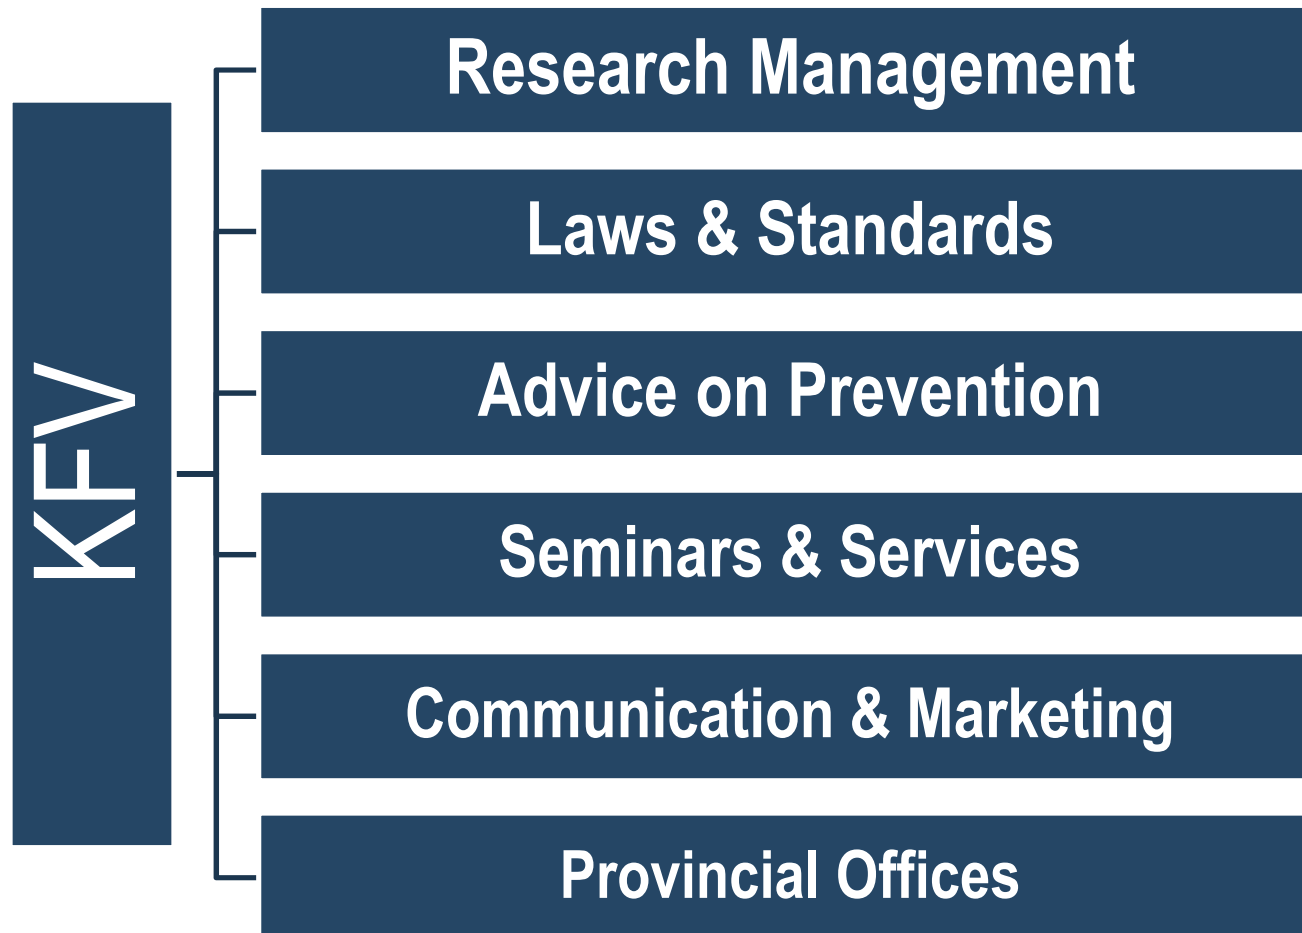 KFV
Research Management
Laws & Standards
Advice on Prevention
Seminars & Services
Communication & Marketing
Provincial Offices